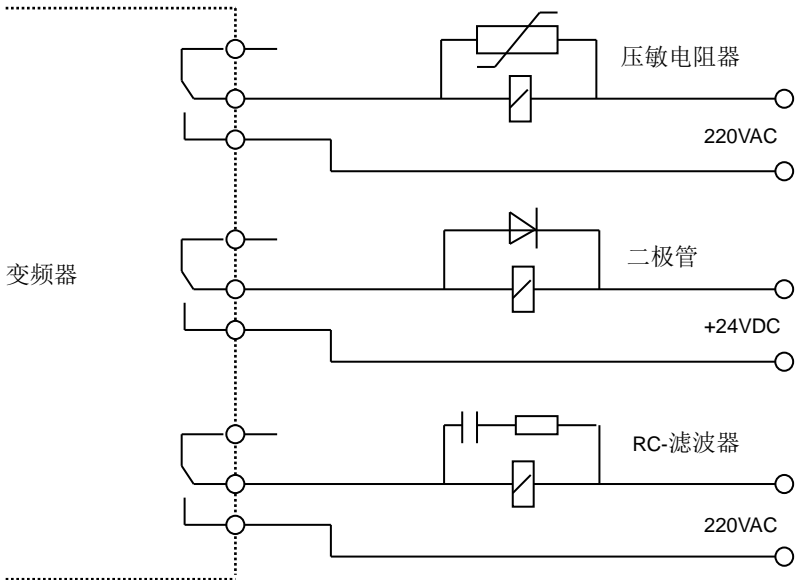 压敏电阻器
220VAC
二极管
变频器
+24VDC
RC-滤波器
220VAC